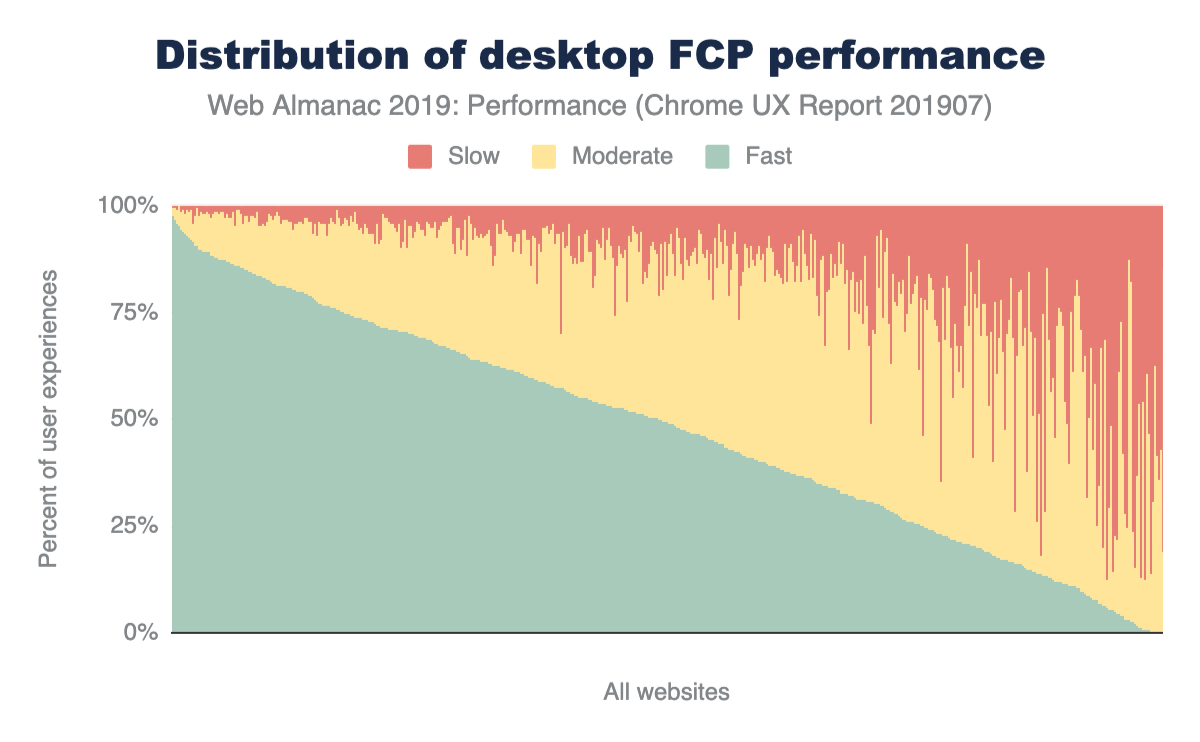 Distribution of desktop FCP performance
Web Almanac 2019: Performance (Chrome UX Report 201907)
Slow Moderate Fast
100%
75%
50%
25%
0%
Percent of user experiences
All websites